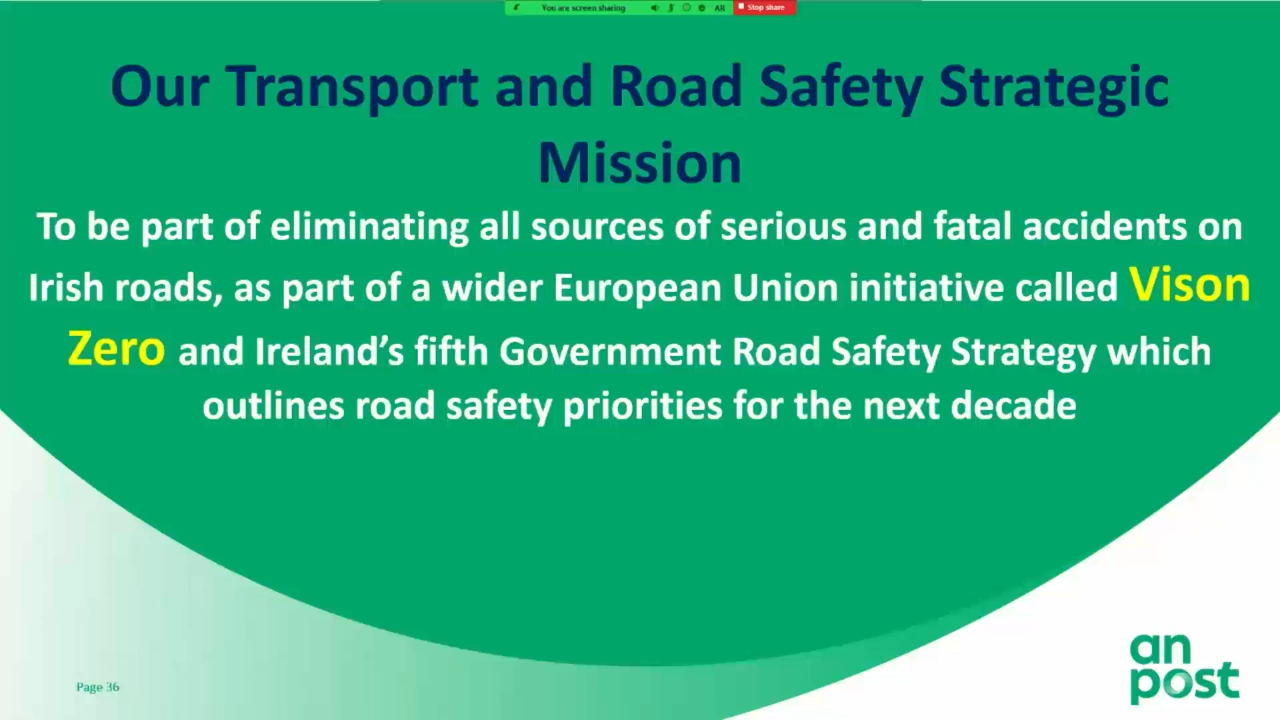 You are screen sharing
AR
Stop share
Our Transport and Road Safety Strategic
Mission
To be part of eliminating all sources of serious and fatal accidents on
Irish roads, as part of a wider European Union initiative called Vison
Zero and Ireland’s fifth Government Road Safety Strategy which
outlines road safety priorities for the next decade
Page 36
an
post